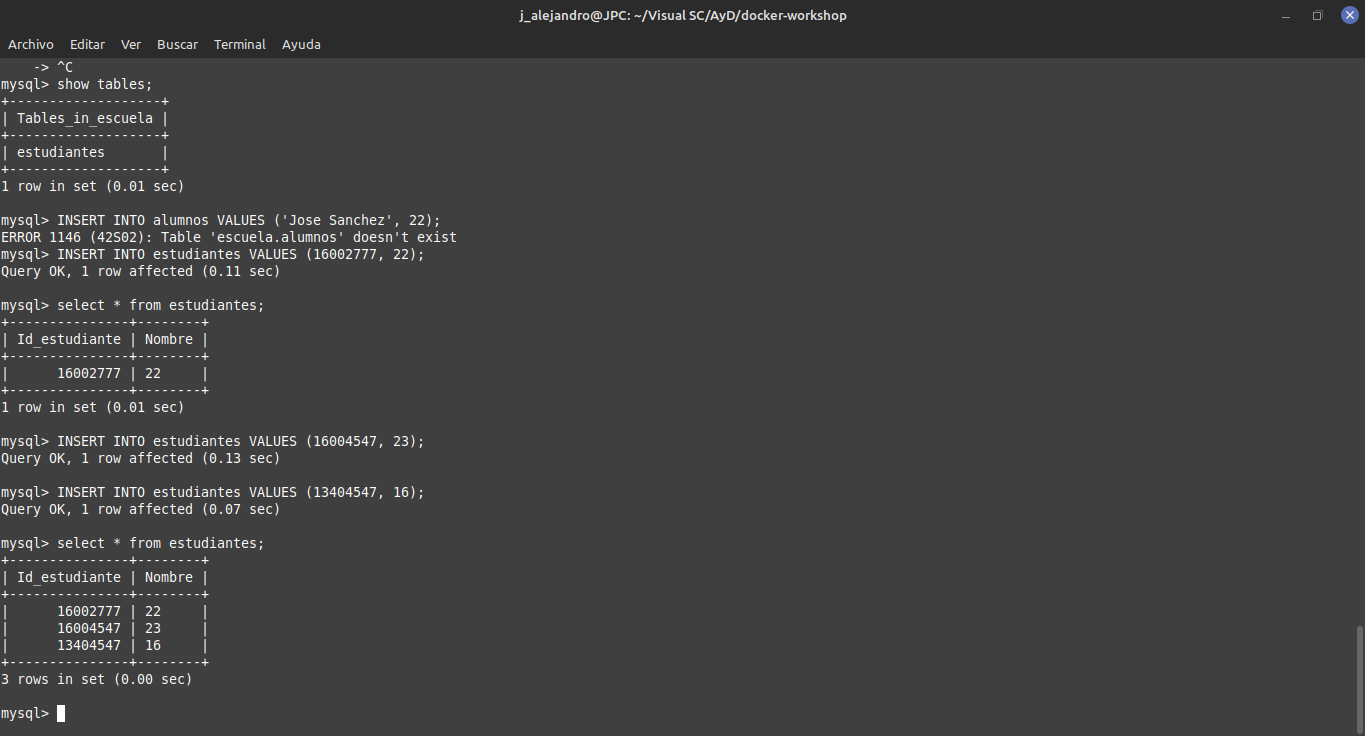 j_alejandro@JPC: ~/Visual SC/AyD/docker-workshop
Archivo Editar Ver Buscar Terminal Ayuda
    -> ^C
mysql> show tables;
+-------------------+
| Tables_in_escuela |
+-------------------+
| estudiantes       |
+-------------------+
1 row in set (0.01 sec)

mysql> INSERT INTO alumnos VALUES ('Jose Sanchez', 22);
ERROR 1146 (42S02): Table 'escuela.alumnos' doesn't exist
mysql> INSERT INTO estudiantes VALUES (16002777, 22);
Query OK, 1 row affected (0.11 sec)

mysql> select * from estudiantes;
+---------------+--------+
| Id_estudiante | Nombre |
+---------------+--------+
|      16002777 | 22     |
+---------------+--------+
1 row in set (0.01 sec)

mysql> INSERT INTO estudiantes VALUES (16004547, 23);
Query OK, 1 row affected (0.13 sec)

mysql> INSERT INTO estudiantes VALUES (13404547, 16);
Query OK, 1 row affected (0.07 sec)

mysql> select * from estudiantes;
+---------------+--------+
| Id_estudiante | Nombre |
+---------------+--------+
|      16002777 | 22     |
|      16004547 | 23     |
|      13404547 | 16     |
+---------------+--------+
3 rows in set (0.00 sec)

mysql>